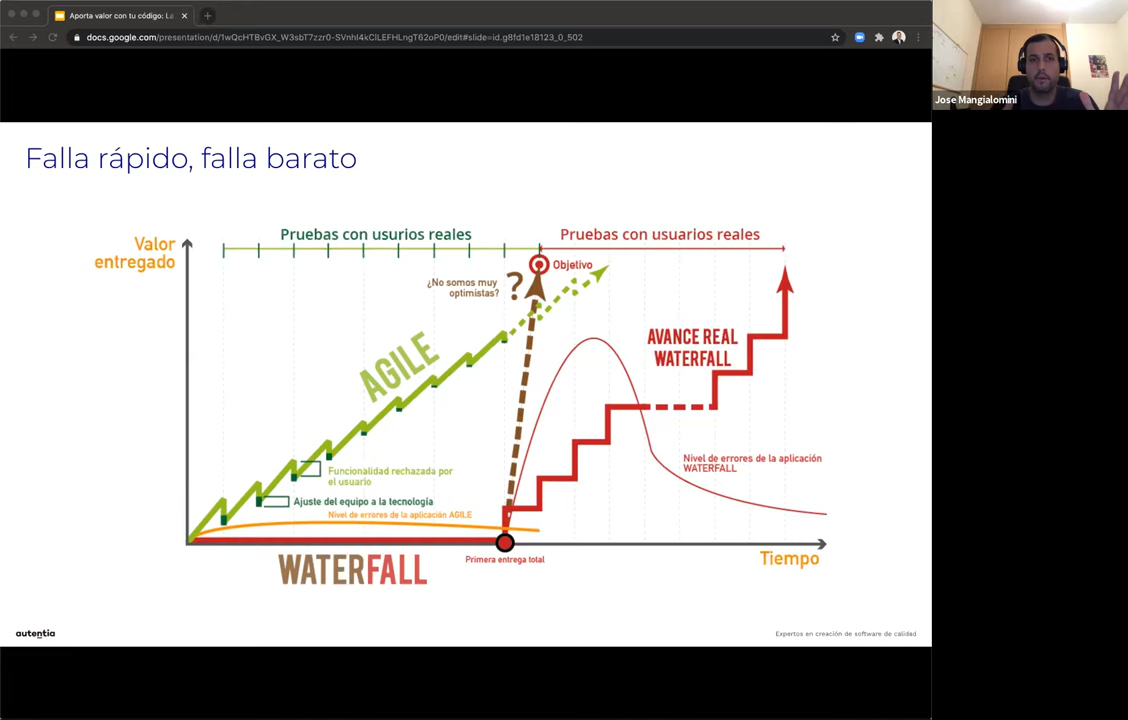 Aporta valor con tu código: La
docs.google.com/presentation/d/1wQcHTBvGX_W3sbT7zzr0-SVnhI4kClLEFHLngT62oP0/edit#slide=id.g8fd1e18123_0_502
Jose Mangialomini
Falla rápido, falla barato
Pruebas con usurios reales
Pruebas con usuarios reales
Valor
entregado
Objetivo
¿No somos muy
optimistas?
?
AGILE
AVANCE REAL
WATERFALL
Nivel de errores de la aplicación
WATERFALL
Funcionalidad rechazada por
el usuario
Ajuste del equipo a la tecnología
Nivel de errores de la aplicación AGILE
WATERFALL
Primera entrega total
Tiempo
autentia
Expertos en creación de software de calidad